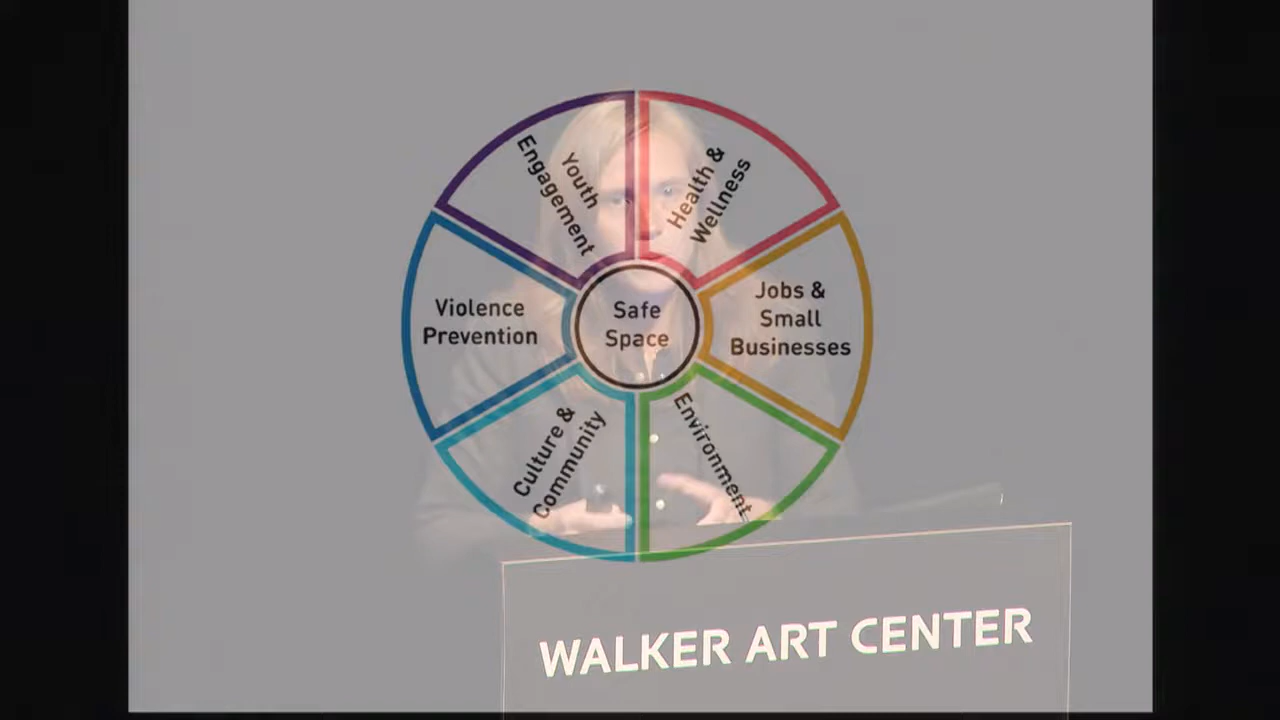 Youth
Engagement
Health &
Wellness
Violence
Prevention
Safe
Space
Jobs &
Small
Businesses
Culture &
Community
Environment
WALKER ART CENTER